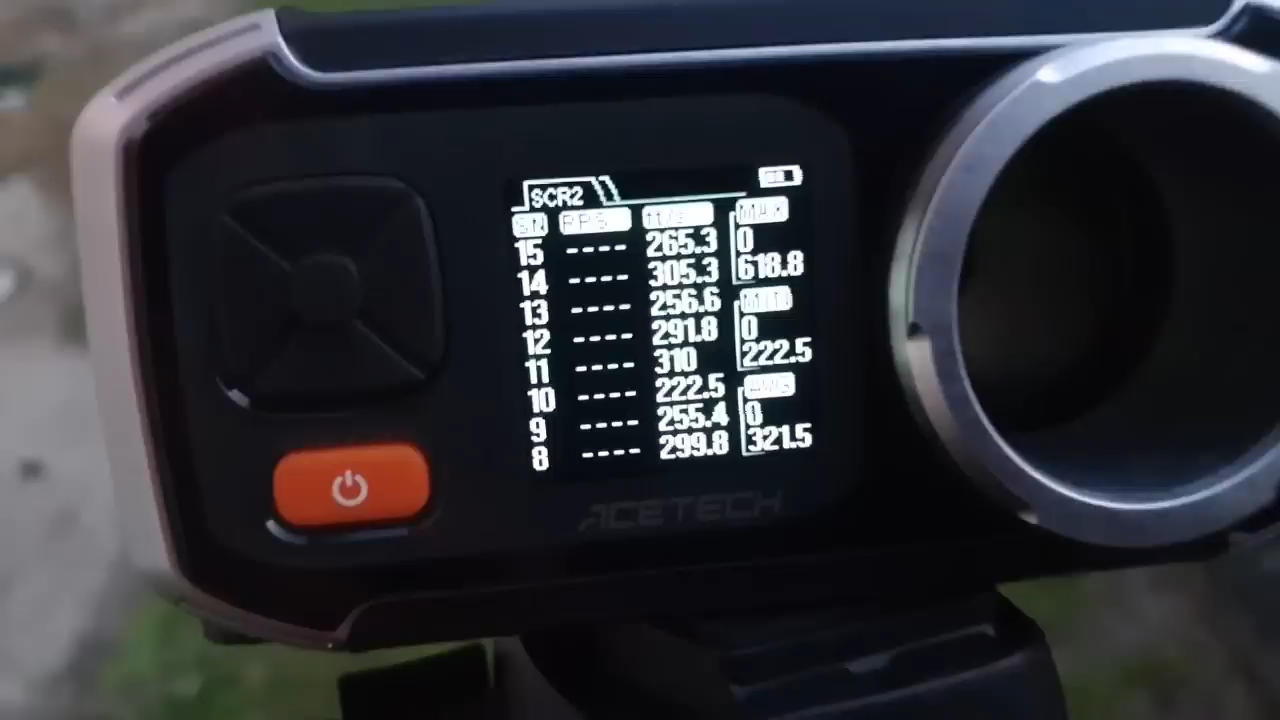 SCR2
SN RPS ft/s MAX
15 ---- 265.3 0
14 ---- 305.3 618.8
13 ---- 256.6 MIN
12 ---- 291.8 0
11 ---- 310 222.5
10 ---- 222.5 AVG
9 ---- 255.4 0
8 ---- 299.8 321.5
ACETECH